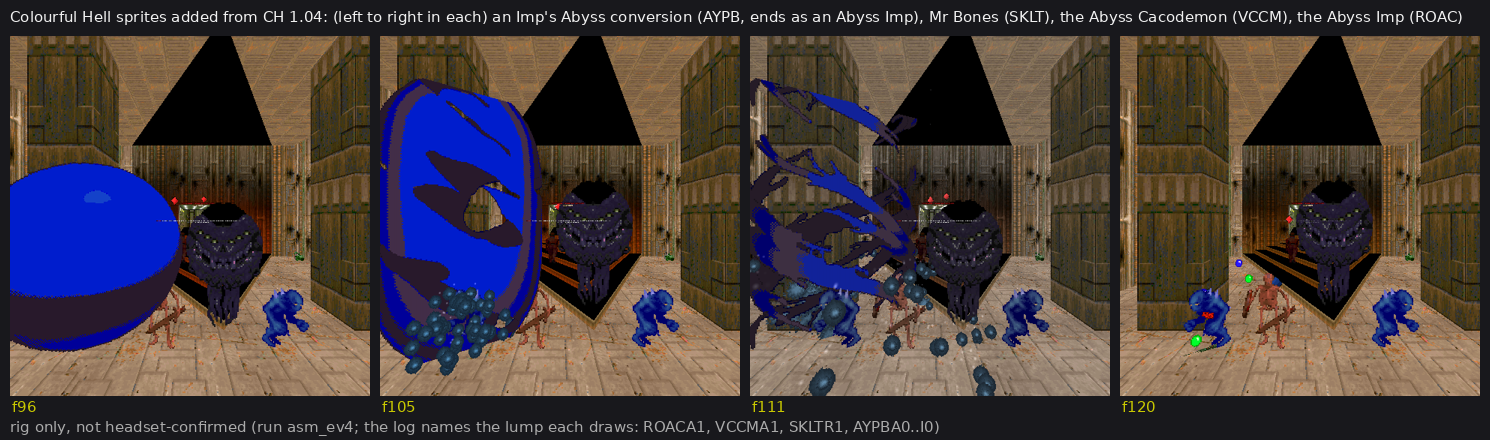 Colourful Hell sprites added from CH 1.04: (left to right in each) an Imp's Abyss conversion (AYPB, ends as an Abyss Imp), Mr Bones (SKLT), the Abyss Cacodemon (VCCM), the Abyss Imp (ROAC)
f96 f105 f111 f120
rig only, not headset-confirmed (run asm_ev4; the log names the lump each draws: ROACA1, VCCMA1, SKLTR1, AYPBA0..I0)